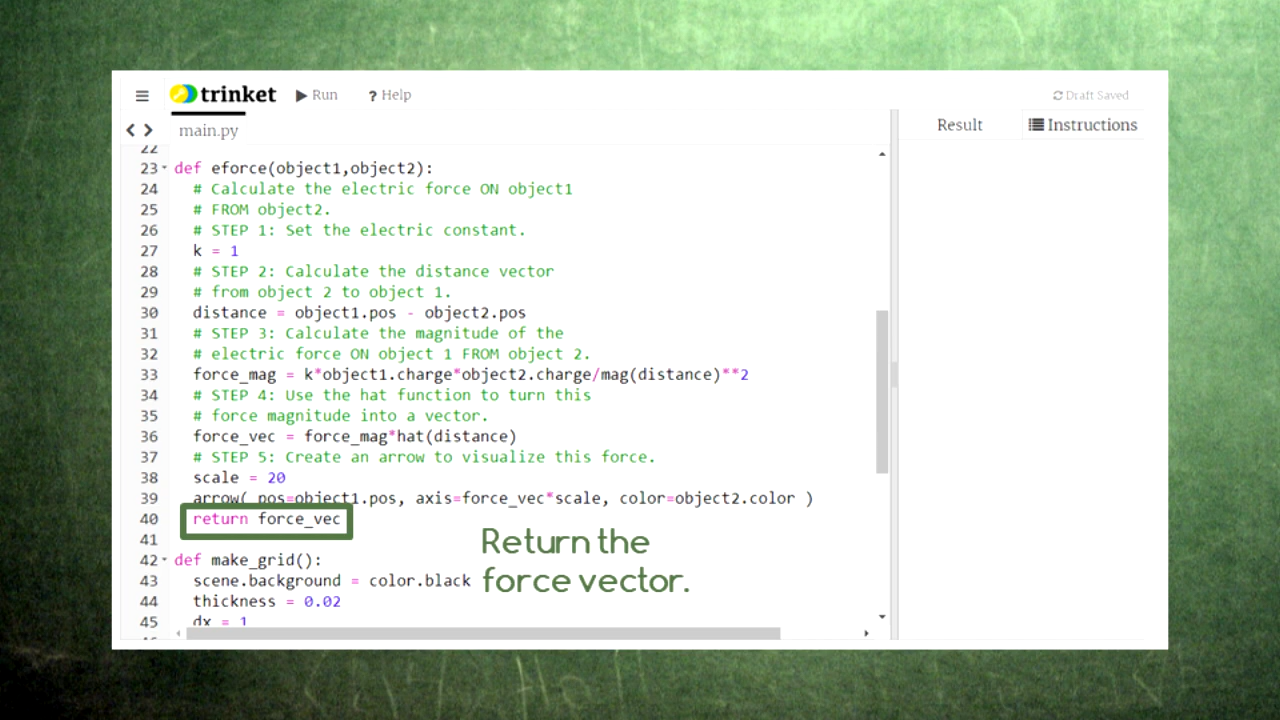 trinket
Run
? Help
Draft Saved
main.py
Result
Instructions
22
23 def eforce(object1,object2):
24 # Calculate the electric force ON object1
25 # FROM object2.
26 # STEP 1: Set the electric constant.
27 k = 1
28 # STEP 2: Calculate the distance vector
29 # from object 2 to object 1.
30 distance = object1.pos - object2.pos
31 # STEP 3: Calculate the magnitude of the
32 # electric force ON object 1 FROM object 2.
33 force_mag = k*object1.charge*object2.charge/mag(distance)**2
34 # STEP 4: Use the hat function to turn this
35 # force magnitude into a vector.
36 force_vec = force_mag*hat(distance)
37 # STEP 5: Create an arrow to visualize this force.
38 scale = 20
39 arrow( pos=object1.pos, axis=force_vec*scale, color=object2.color )
40 return force_vec
41
42 def make_grid():
43 scene.background = color.black
44 thickness = 0.02
45 dx = 1
Return the
force vector.